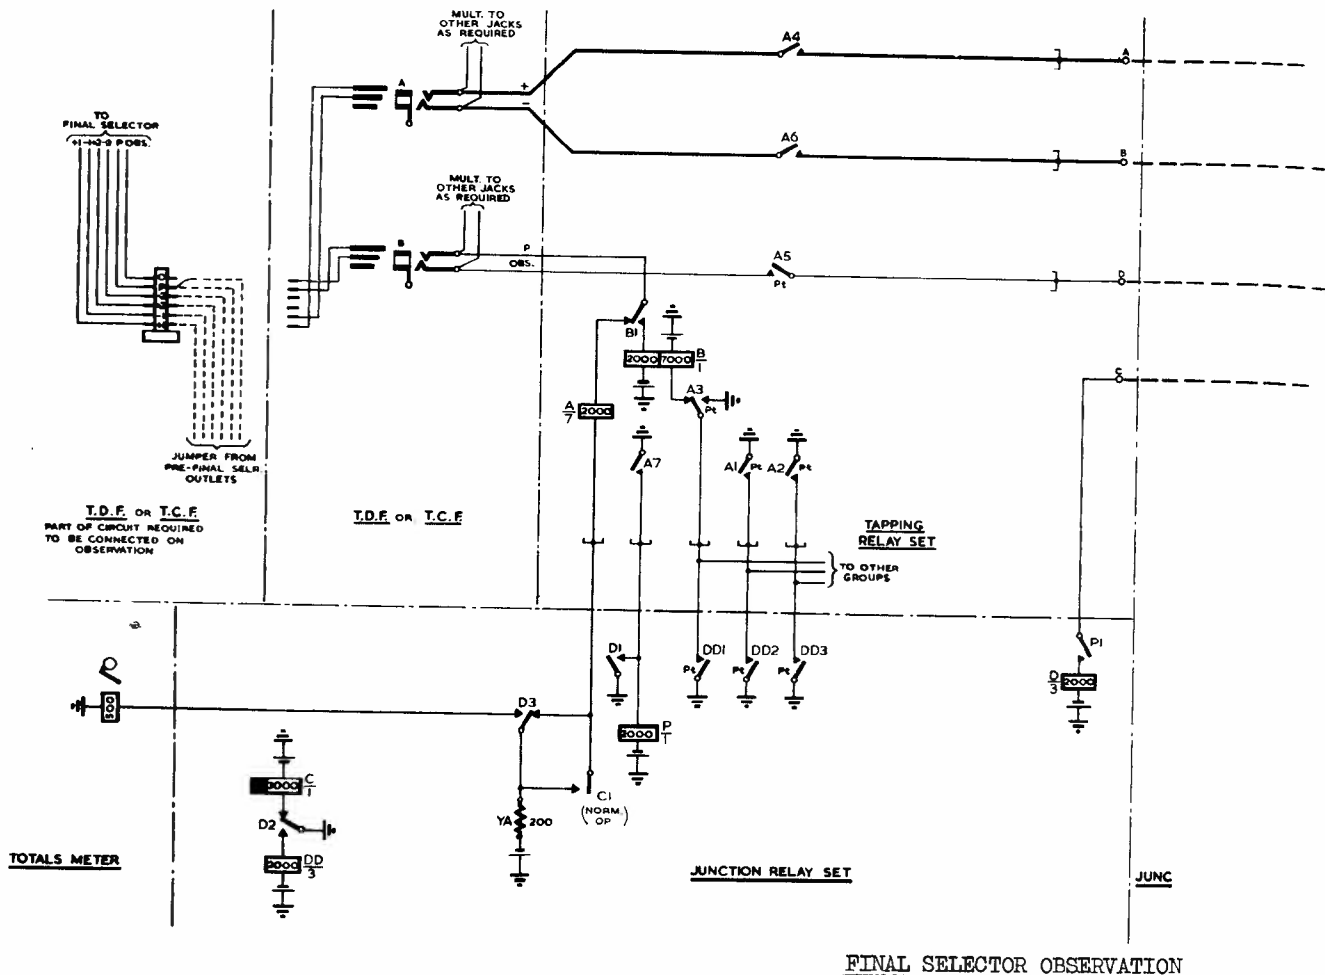 MULT. TO
OTHER JACKS
AS REQUIRED
A4
A
A
+
−
TO
FINAL SELECTOR
A6
B
MULT. TO
OTHER JACKS
AS REQUIRED
B
P
OBS.
A5
Pt
D
B1
2000
7000
B
1
C
A3
Pt
A
7
2000
A7
A1
Pt
A2
Pt
JUMPER FROM
PRE-FINAL SELR.
OUTLETS
T.D.F. OR T.C.F.
PART OF CIRCUIT REQUIRED
TO BE CONNECTED ON
OBSERVATION
T.D.F. OR T.C.F.
TAPPING
RELAY SET
TO OTHER
GROUPS
D1
DD1
Pt
DD2
Pt
DD3
Pt
P1
D
3
2000
500
D3
2000
P
1
3000
C
1
C1
(NORM. OP)
D2
YA
200
2000
DD
3
TOTALS METER
JUNCTION RELAY SET
JUNC
FINAL SELECTOR OBSERVATION